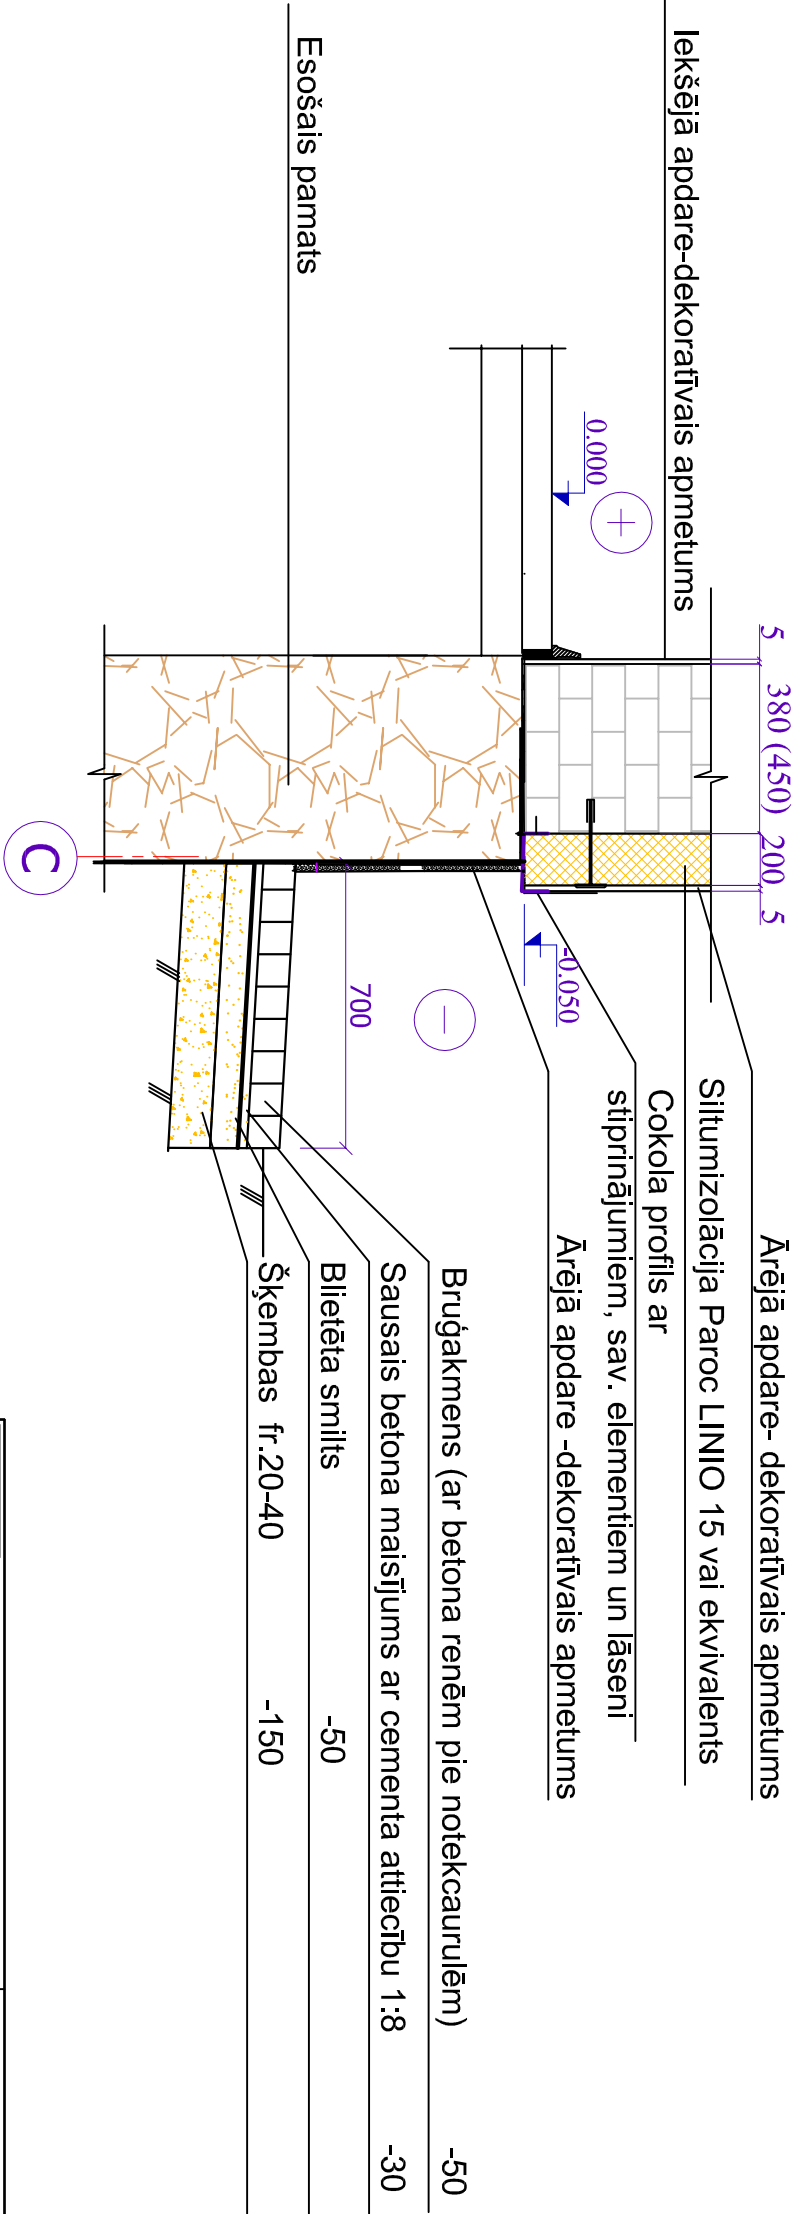 5
380 (450)
200
5
Iekšējā apdare-dekoratīvais apmetums
Ārējā apdare- dekoratīvais apmetums
Siltumizolācija Paroc LINIO 15 vai ekvivalents
Cokola profils ar
stiprinājumiem, sav. elementiem un lāseni
Ārējā apdare -dekoratīvais apmetums
0.000
+
-0.050
−
700
Esošais pamats
Bruģakmens (ar betona renēm pie notekcaurulēm) -50
Sausais betona maisījums ar cementa attiecību 1:8 -30
Blietēta smilts -50
Šķembas fr.20-40 -150
C